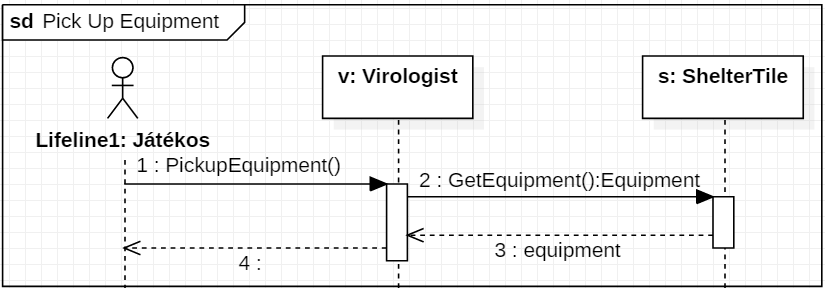 sd Pick Up Equipment
v: Virologist
s: ShelterTile
Lifeline1: Játékos
1 : PickupEquipment()
2 : GetEquipment():Equipment
3 : equipment
4 :